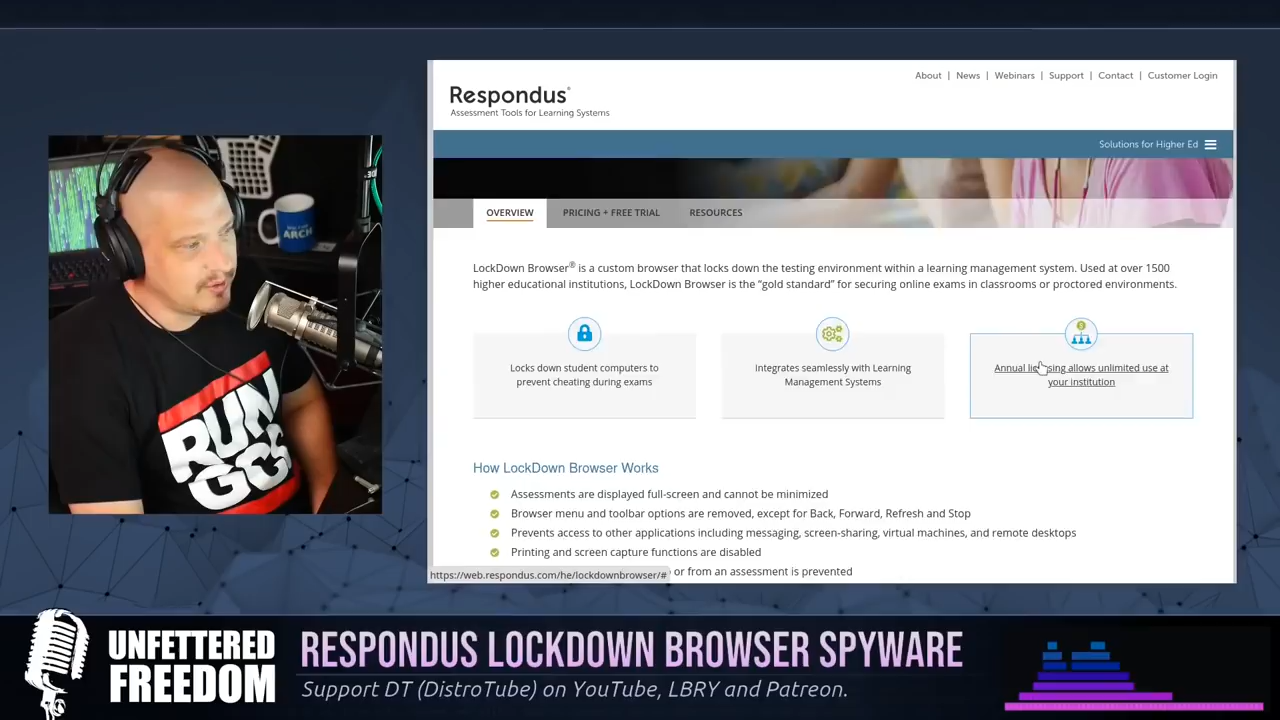 About | News | Webinars | Support | Contact | Customer Login
Respondus®
Assessment Tools for Learning Systems
Solutions for Higher Ed
OVERVIEW PRICING + FREE TRIAL RESOURCES
LockDown Browser® is a custom browser that locks down the testing environment within a learning management system. Used at over 1500
higher educational institutions, LockDown Browser is the “gold standard” for securing online exams in classrooms or proctored environments.
Locks down student computers to
prevent cheating during exams
Integrates seamlessly with Learning
Management Systems
Annual licensing allows unlimited use at
your institution
How LockDown Browser Works
Assessments are displayed full-screen and cannot be minimized
Browser menu and toolbar options are removed, except for Back, Forward, Refresh and Stop
Prevents access to other applications including messaging, screen-sharing, virtual machines, and remote desktops
Printing and screen capture functions are disabled
or from an assessment is prevented
https://web.respondus.com/he/lockdownbrowser/#
ARCH
RUN
GCS
UNFETTERED
FREEDOM
RESPONDUS LOCKDOWN BROWSER SPYWARE
Support DT (DistroTube) on YouTube, LBRY and Patreon.